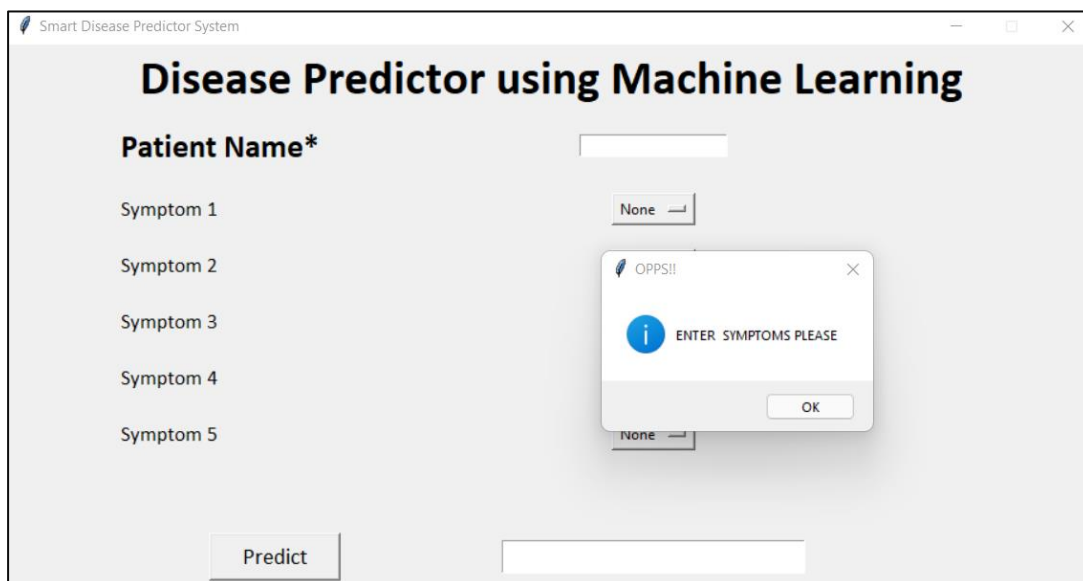 Smart Disease Predictor System
Disease Predictor using Machine Learning
Patient Name*
Symptom 1 None
Symptom 2
OPPS!!
Symptom 3
ENTER SYMPTOMS PLEASE
Symptom 4
OK
Symptom 5 None
Predict